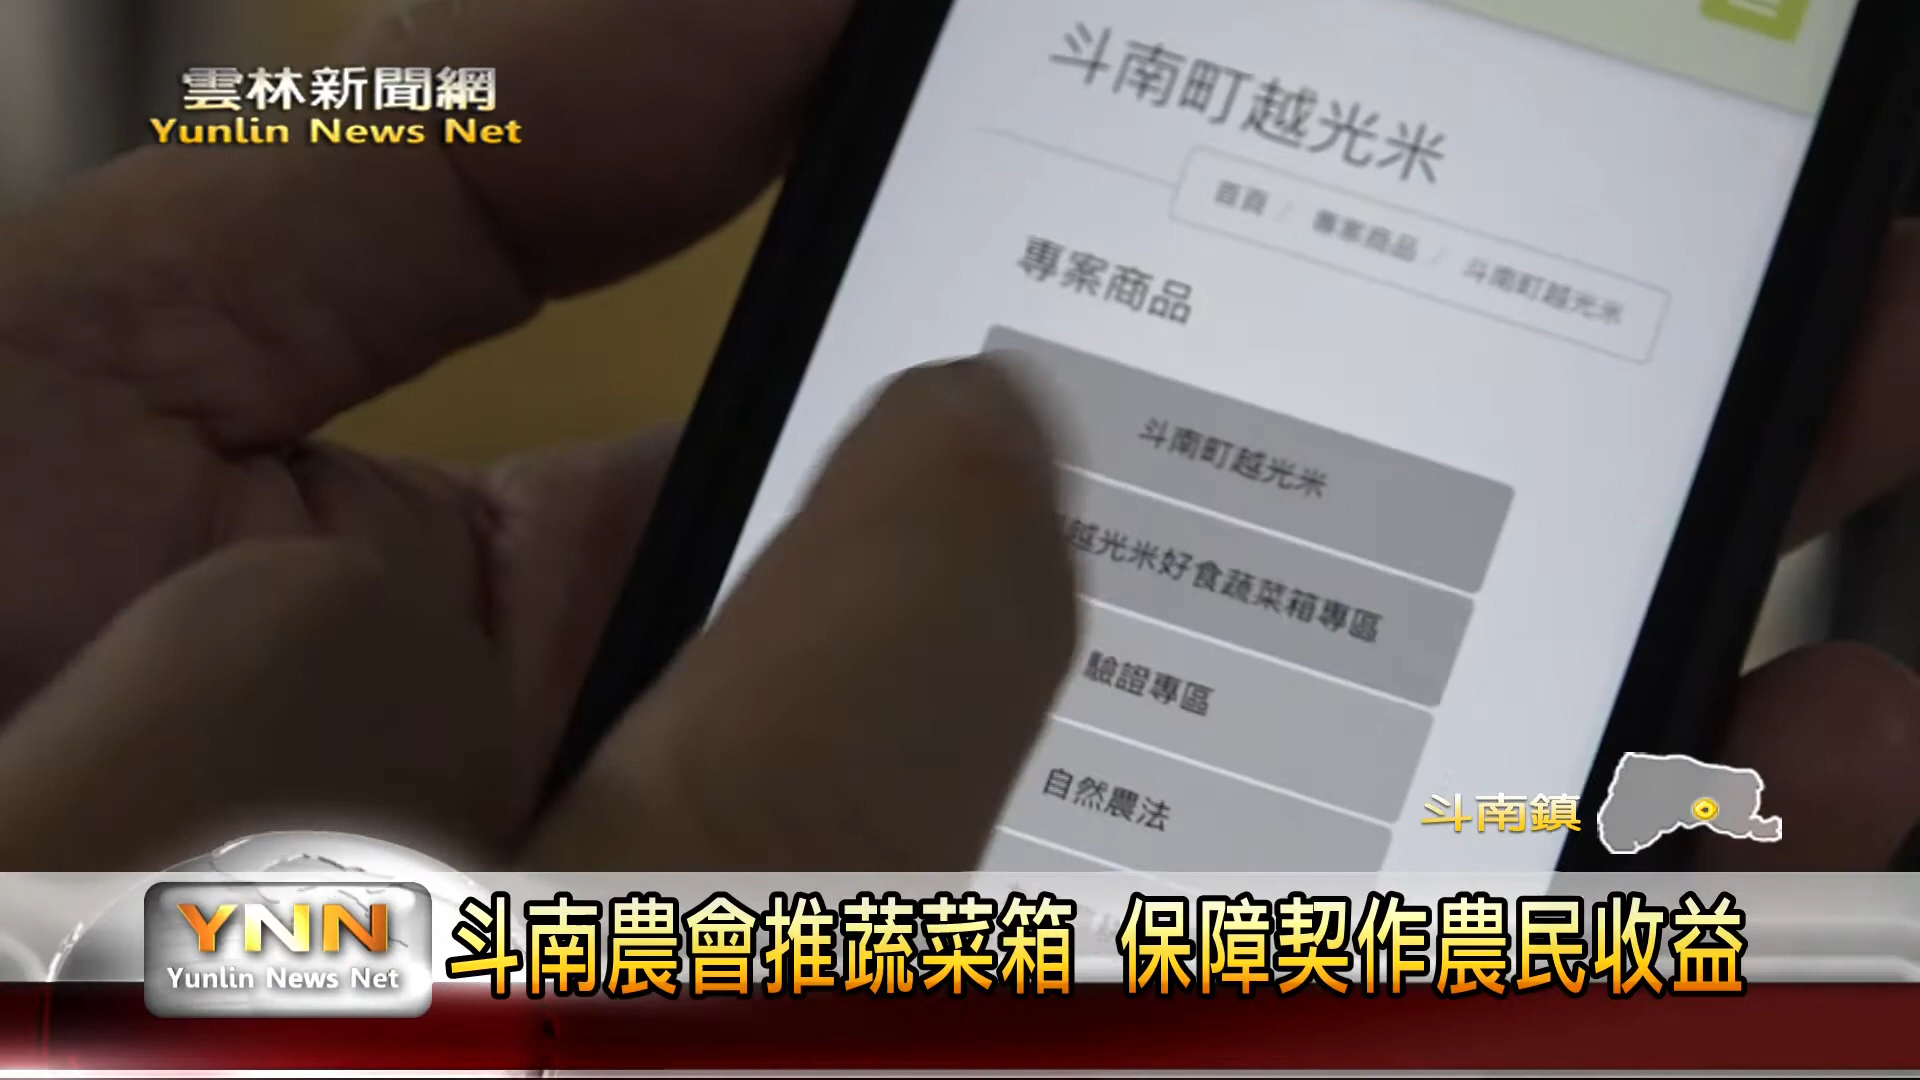 雲林新聞網
Yunlin News Net
斗南町越光米
首頁 / 專案商品 / 斗南町越光米
專案商品
斗南町越光米
越光米好食蔬菜箱專區
驗證專區
自然農法
斗南鎮
YNN
Yunlin News Net
斗南農會推蔬菜箱 保障契作農民收益